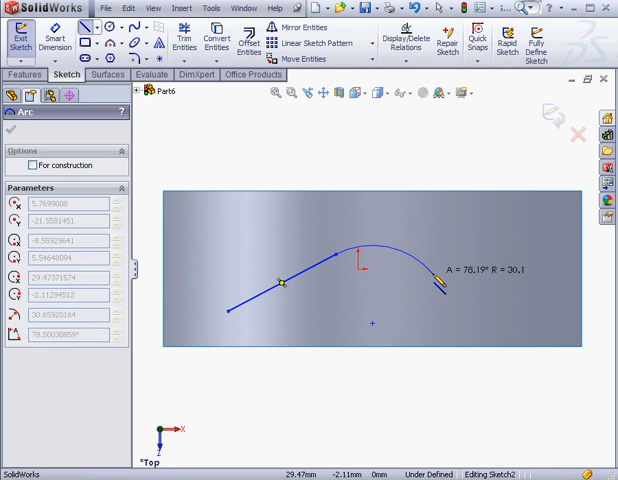 SolidWorks
File
Edit
View
Insert
Tools
Window
Help
s...
Exit Sketch
Smart Dimension
Trim Entities
Convert Entities
Offset Entities
Mirror Entities
Linear Sketch Pattern
Move Entities
Display/Delete Relations
Repair Sketch
Quick Snaps
Rapid Sketch
Fully Define Sketch
Features
Sketch
Surfaces
Evaluate
DimXpert
Office Products
Part6
Arc
?
Options
For construction
Parameters
5.7699008
-21.5581451
-8.55929641
5.54648094
29.47371574
-2.11294512
30.65920164
78.50030859°
A = 78.19° R = 30.1
X
Z
*Top
SolidWorks
29.47mm
-2.11mm
0mm
Under Defined
Editing Sketch2